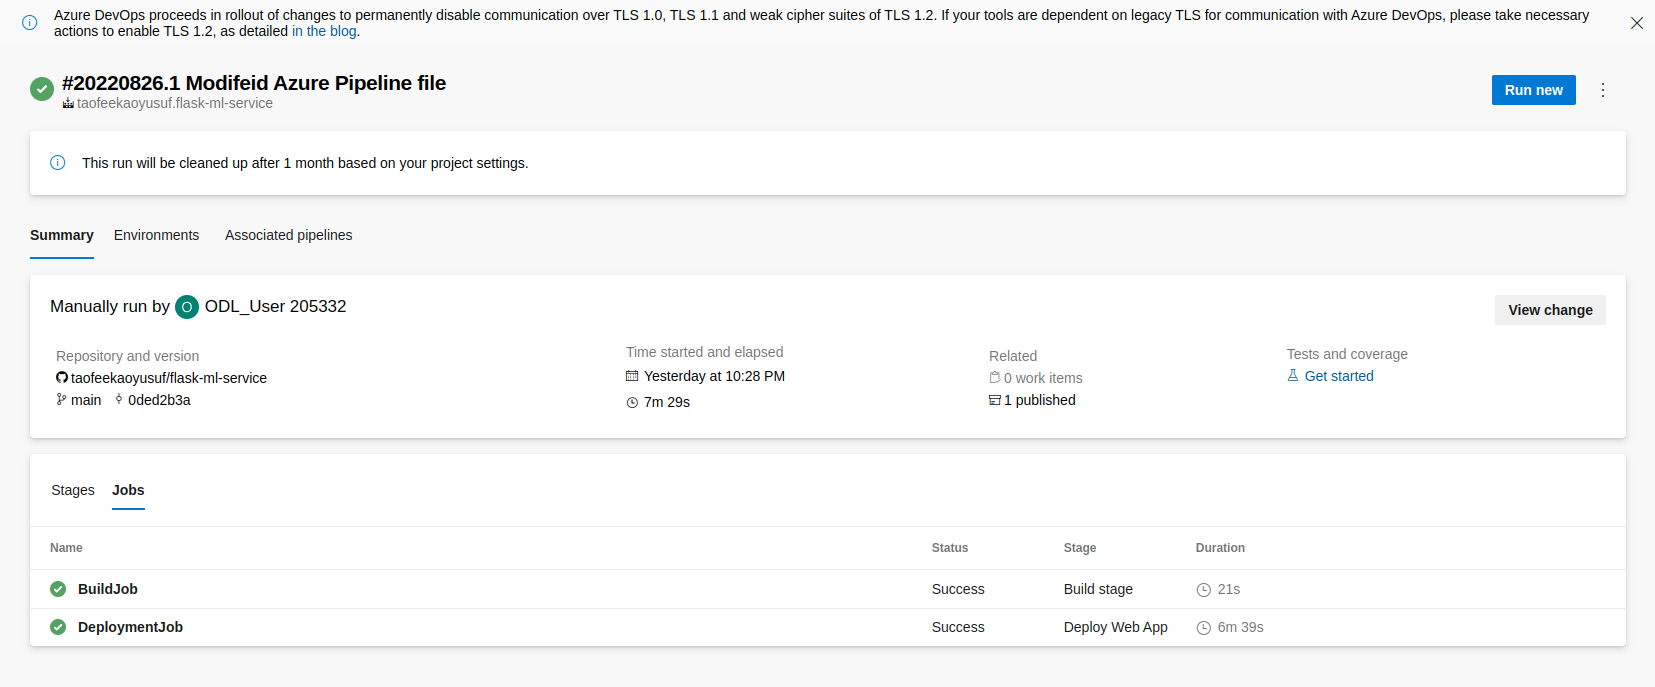 Azure DevOps proceeds in rollout of changes to permanently disable communication over TLS 1.0, TLS 1.1 and weak cipher suites of TLS 1.2. If your tools are dependent on legacy TLS for communication with Azure DevOps, please take necessary
actions to enable TLS 1.2, as detailed in the blog.
#20220826.1 Modifeid Azure Pipeline file
taofeekaoyusuf.flask-ml-service
Run new
This run will be cleaned up after 1 month based on your project settings.
Summary Environments Associated pipelines
Manually run by O ODL_User 205332
View change
Repository and version
taofeekaoyusuf/flask-ml-service
main 0ded2b3a
Time started and elapsed
Yesterday at 10:28 PM
7m 29s
Related
0 work items
1 published
Tests and coverage
Get started
Stages Jobs
Name Status Stage Duration
BuildJob Success Build stage 21s
DeploymentJob Success Deploy Web App 6m 39s